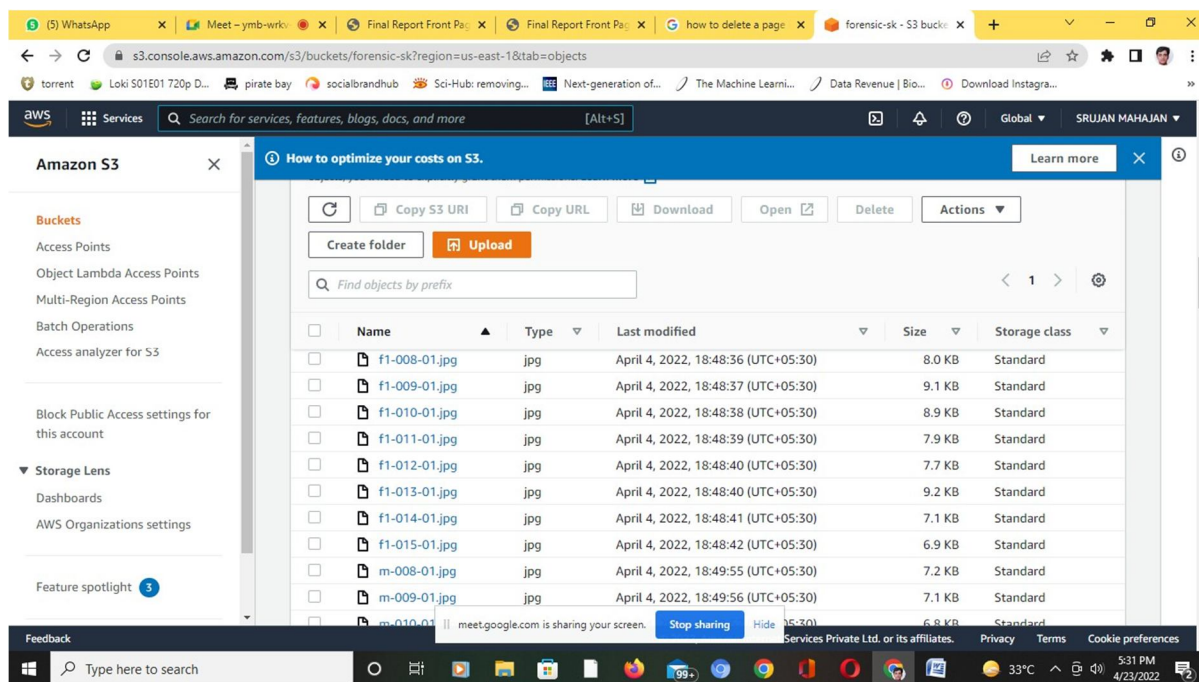 (5) WhatsApp
Meet – ymb-wrkv
Final Report Front Pag
Final Report Front Pag
how to delete a page
forensic-sk - S3 bucke
s3.console.aws.amazon.com/s3/buckets/forensic-sk?region=us-east-1&tab=objects
torrent Loki S01E01 720p D... pirate bay socialbrandhub Sci-Hub: removing... IEEE Next-generation of... The Machine Learni... Data Revenue | Bio... Download Instagra... »
aws Services Search for services, features, blogs, docs, and more [Alt+S] Global SRUJAN MAHAJAN
Amazon S3
Buckets
Access Points
Object Lambda Access Points
Multi-Region Access Points
Batch Operations
Access analyzer for S3
Block Public Access settings for
this account
Storage Lens
Dashboards
AWS Organizations settings
Feature spotlight 3
How to optimize your costs on S3. Learn more
Copy S3 URI Copy URL Download Open Delete Actions
Create folder Upload
Find objects by prefix 1
Name Type Last modified Size Storage class
f1-008-01.jpg jpg April 4, 2022, 18:48:36 (UTC+05:30) 8.0 KB Standard
f1-009-01.jpg jpg April 4, 2022, 18:48:37 (UTC+05:30) 9.1 KB Standard
f1-010-01.jpg jpg April 4, 2022, 18:48:38 (UTC+05:30) 8.9 KB Standard
f1-011-01.jpg jpg April 4, 2022, 18:48:39 (UTC+05:30) 7.9 KB Standard
f1-012-01.jpg jpg April 4, 2022, 18:48:40 (UTC+05:30) 7.7 KB Standard
f1-013-01.jpg jpg April 4, 2022, 18:48:40 (UTC+05:30) 9.2 KB Standard
f1-014-01.jpg jpg April 4, 2022, 18:48:41 (UTC+05:30) 7.1 KB Standard
f1-015-01.jpg jpg April 4, 2022, 18:48:42 (UTC+05:30) 6.9 KB Standard
m-008-01.jpg jpg April 4, 2022, 18:49:55 (UTC+05:30) 7.2 KB Standard
m-009-01.jpg jpg April 4, 2022, 18:49:56 (UTC+05:30) 7.1 KB Standard
m-010-01 05:30) 6.8 KB Standard
meet.google.com is sharing your screen. Stop sharing Hide
Feedback Services Private Ltd. or its affiliates. Privacy Terms Cookie preferences
Type here to search 99+ 33°C 5:31 PM
4/23/2022 2